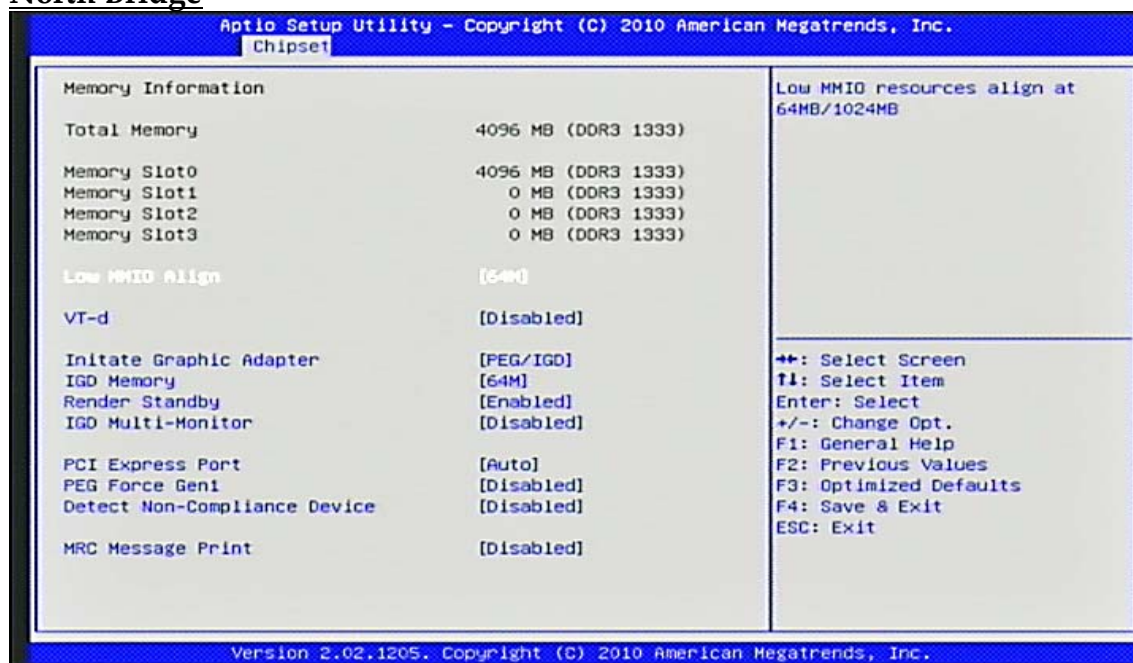 North Bridge
Aptio Setup Utility - Copyright (C) 2010 American Megatrends, Inc.
Chipset
Memory Information
Total Memory 4096 MB (DDR3 1333)
Memory Slot0 4096 MB (DDR3 1333)
Memory Slot1 0 MB (DDR3 1333)
Memory Slot2 0 MB (DDR3 1333)
Memory Slot3 0 MB (DDR3 1333)
Low MMIO Align [64M]
VT-d [Disabled]
Initate Graphic Adapter [PEG/IGD]
IGD Memory [64M]
Render Standby [Enabled]
IGD Multi-Monitor [Disabled]
PCI Express Port [Auto]
PEG Force Gen1 [Disabled]
Detect Non-Compliance Device [Disabled]
MRC Message Print [Disabled]
Low MMIO resources align at
64MB/1024MB
→←: Select Screen
↑↓: Select Item
Enter: Select
+/-: Change Opt.
F1: General Help
F2: Previous Values
F3: Optimized Defaults
F4: Save & Exit
ESC: Exit
Version 2.02.1205. Copyright (C) 2010 American Megatrends, Inc.